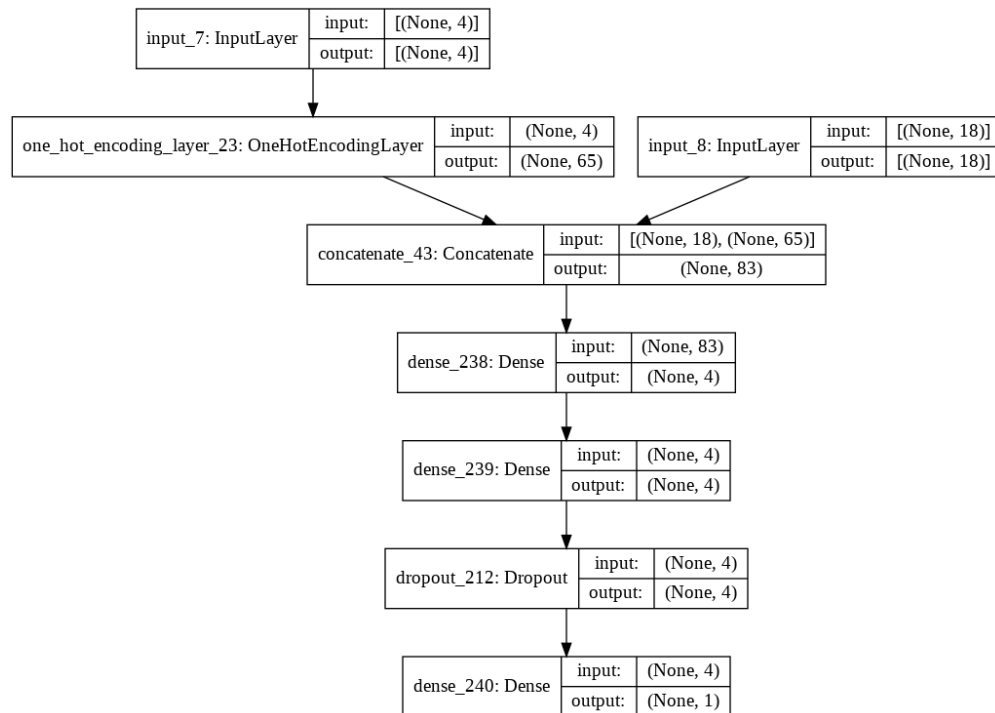 input_7: InputLayer
input: [(None, 4)]
output: [(None, 4)]
one_hot_encoding_layer_23: OneHotEncodingLayer
input: (None, 4)
output: (None, 65)
input_8: InputLayer
input: [(None, 18)]
output: [(None, 18)]
concatenate_43: Concatenate
input: [(None, 18), (None, 65)]
output: (None, 83)
dense_238: Dense
input: (None, 83)
output: (None, 4)
dense_239: Dense
input: (None, 4)
output: (None, 4)
dropout_212: Dropout
input: (None, 4)
output: (None, 4)
dense_240: Dense
input: (None, 4)
output: (None, 1)